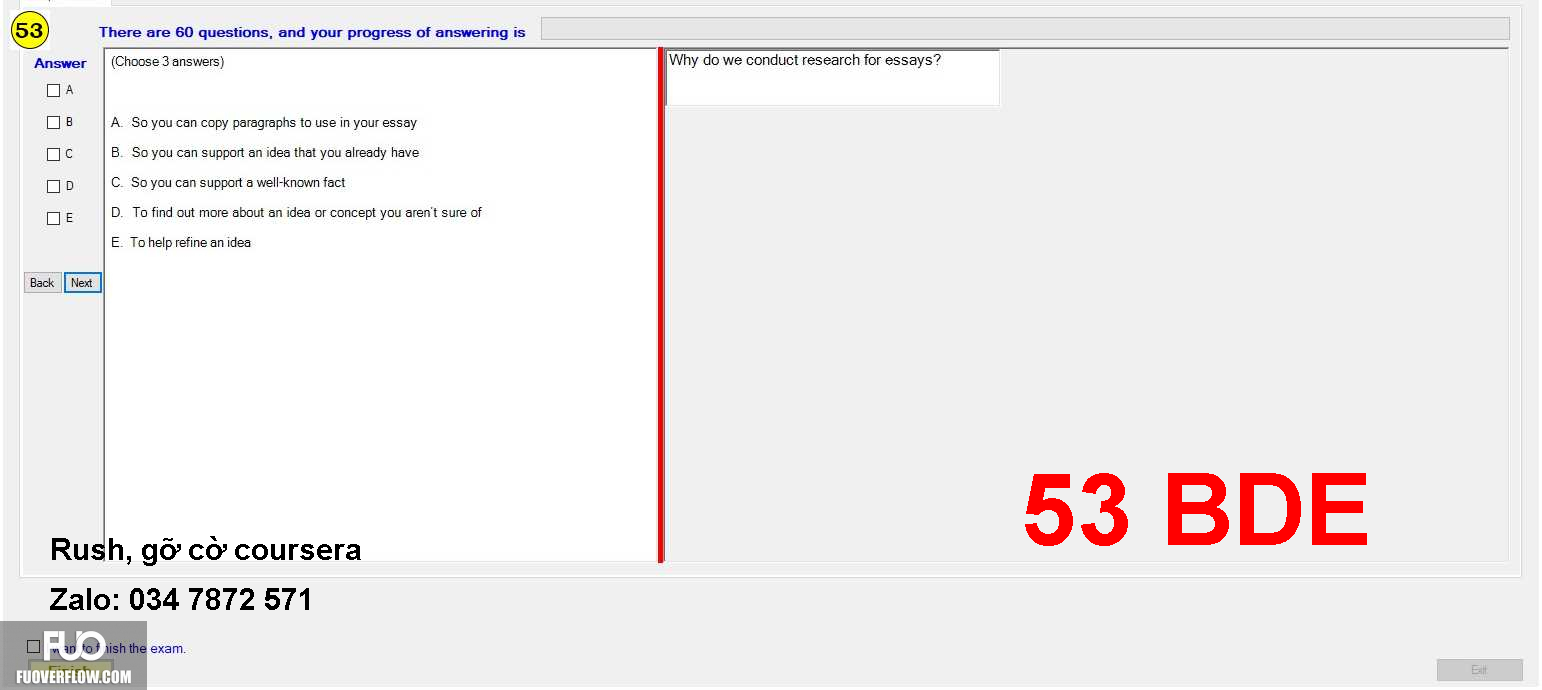 53
There are 60 questions, and your progress of answering is
Answer
(Choose 3 answers)
Why do we conduct research for essays?
A
B
C
D
E
A. So you can copy paragraphs to use in your essay
B. So you can support an idea that you already have
C. So you can support a well-known fact
D. To find out more about an idea or concept you aren't sure of
E. To help refine an idea
Back
Next
53 BDE
Rush, gỡ cờ coursera
Zalo: 034 7872 571
FUO
want to finish the exam.
Finish
FUOVERFLOW.COM
Exit